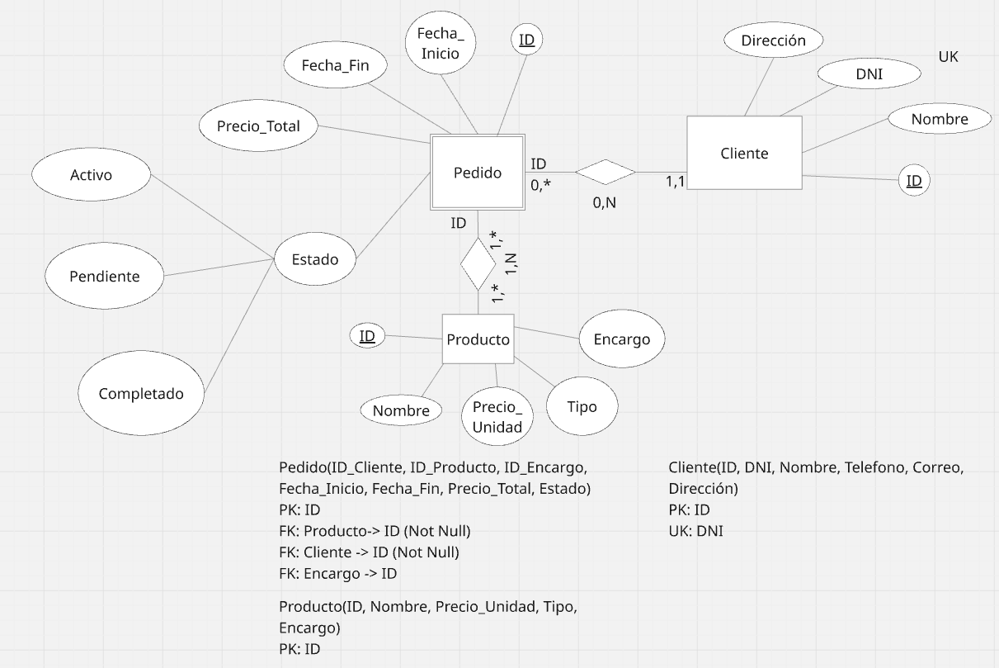 Fecha_
Inicio
ID
Fecha_Fin
Dirección
UK
DNI
Precio_Total
Nombre
Activo
Pedido
ID
0,*
0,N
1,1
Cliente
ID
ID
1,*
1,N
1,*
Estado
Pendiente
ID
Producto
Encargo
Completado
Nombre
Precio_
Unidad
Tipo
Pedido(ID_Cliente, ID_Producto, ID_Encargo,
Fecha_Inicio, Fecha_Fin, Precio_Total, Estado)
PK: ID
FK: Producto-> ID (Not Null)
FK: Cliente -> ID (Not Null)
FK: Encargo -> ID
Producto(ID, Nombre, Precio_Unidad, Tipo,
Encargo)
PK: ID
Cliente(ID, DNI, Nombre, Telefono, Correo,
Dirección)
PK: ID
UK: DNI